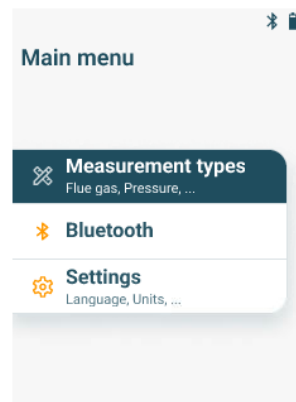 Main menu
Measurement types
Flue gas, Pressure, ...
Bluetooth
Settings
Language, Units, ...